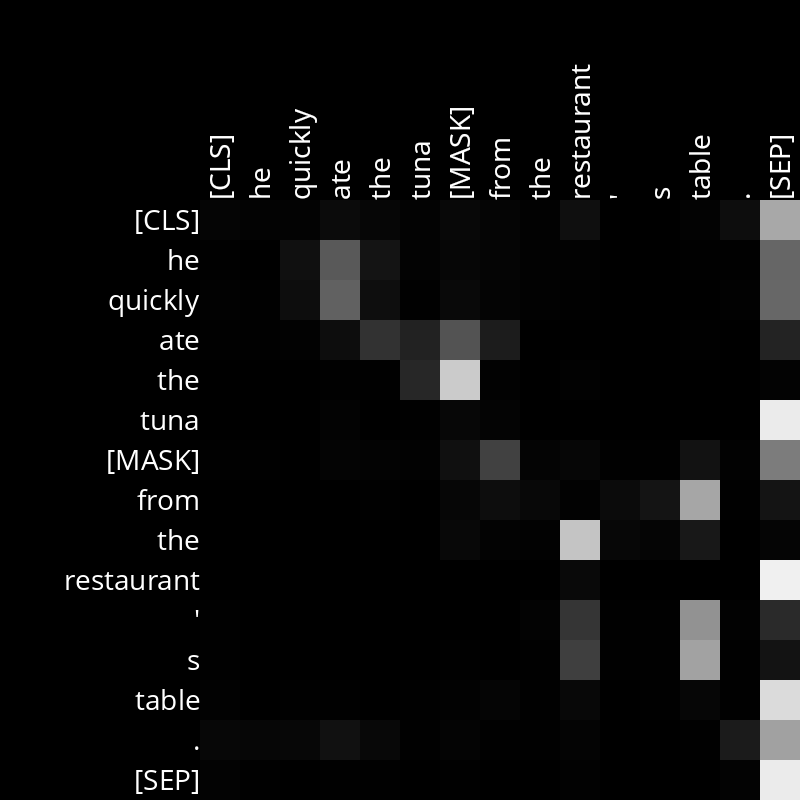 [CLS] he quickly ate the tuna [MASK] from the restaurant ' s table . [SEP]
[CLS]
he
quickly
ate
the
tuna
[MASK]
from
the
restaurant
'
s
table
.
[SEP]